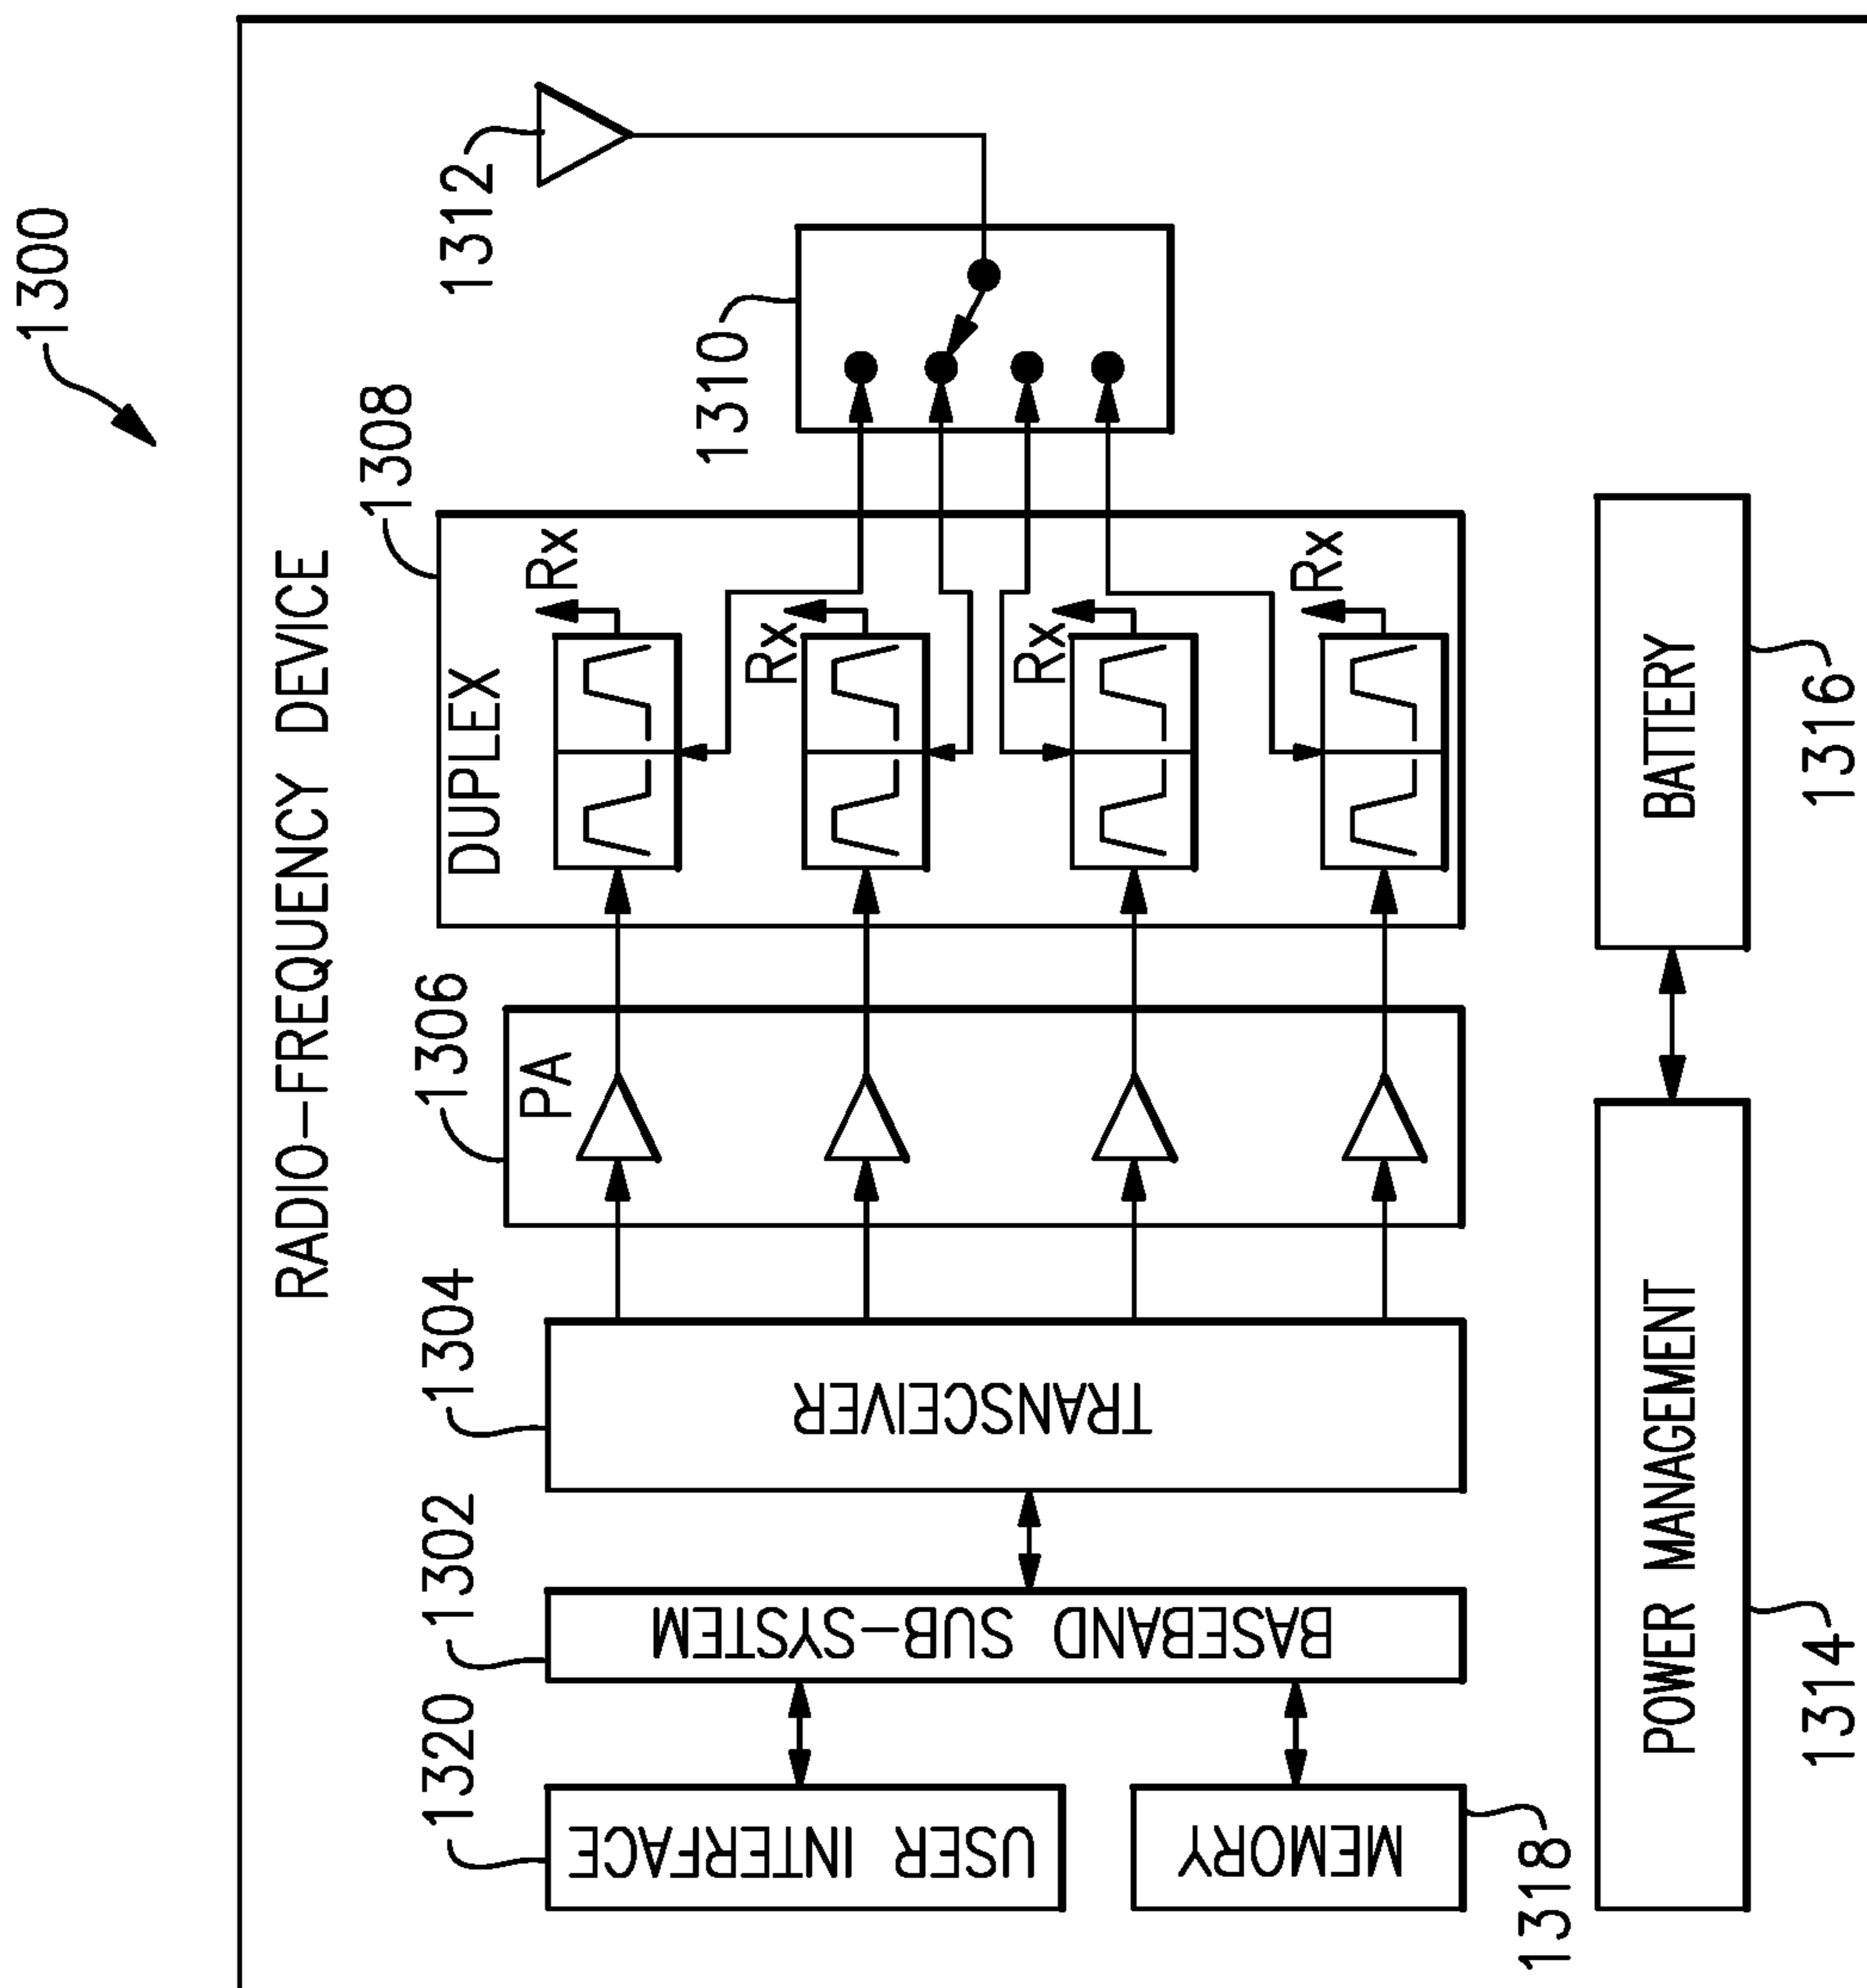 1300
RADIO-FREQUENCY DEVICE
1320
1302
1304
1306
1308
1310
1312
USER INTERFACE
BASEBAND SUB-SYSTEM
TRANSCEIVER
PA
DUPLEX
Rx
Rx
Rx
Rx
MEMORY
1318
POWER MANAGEMENT
BATTERY
1314
1316